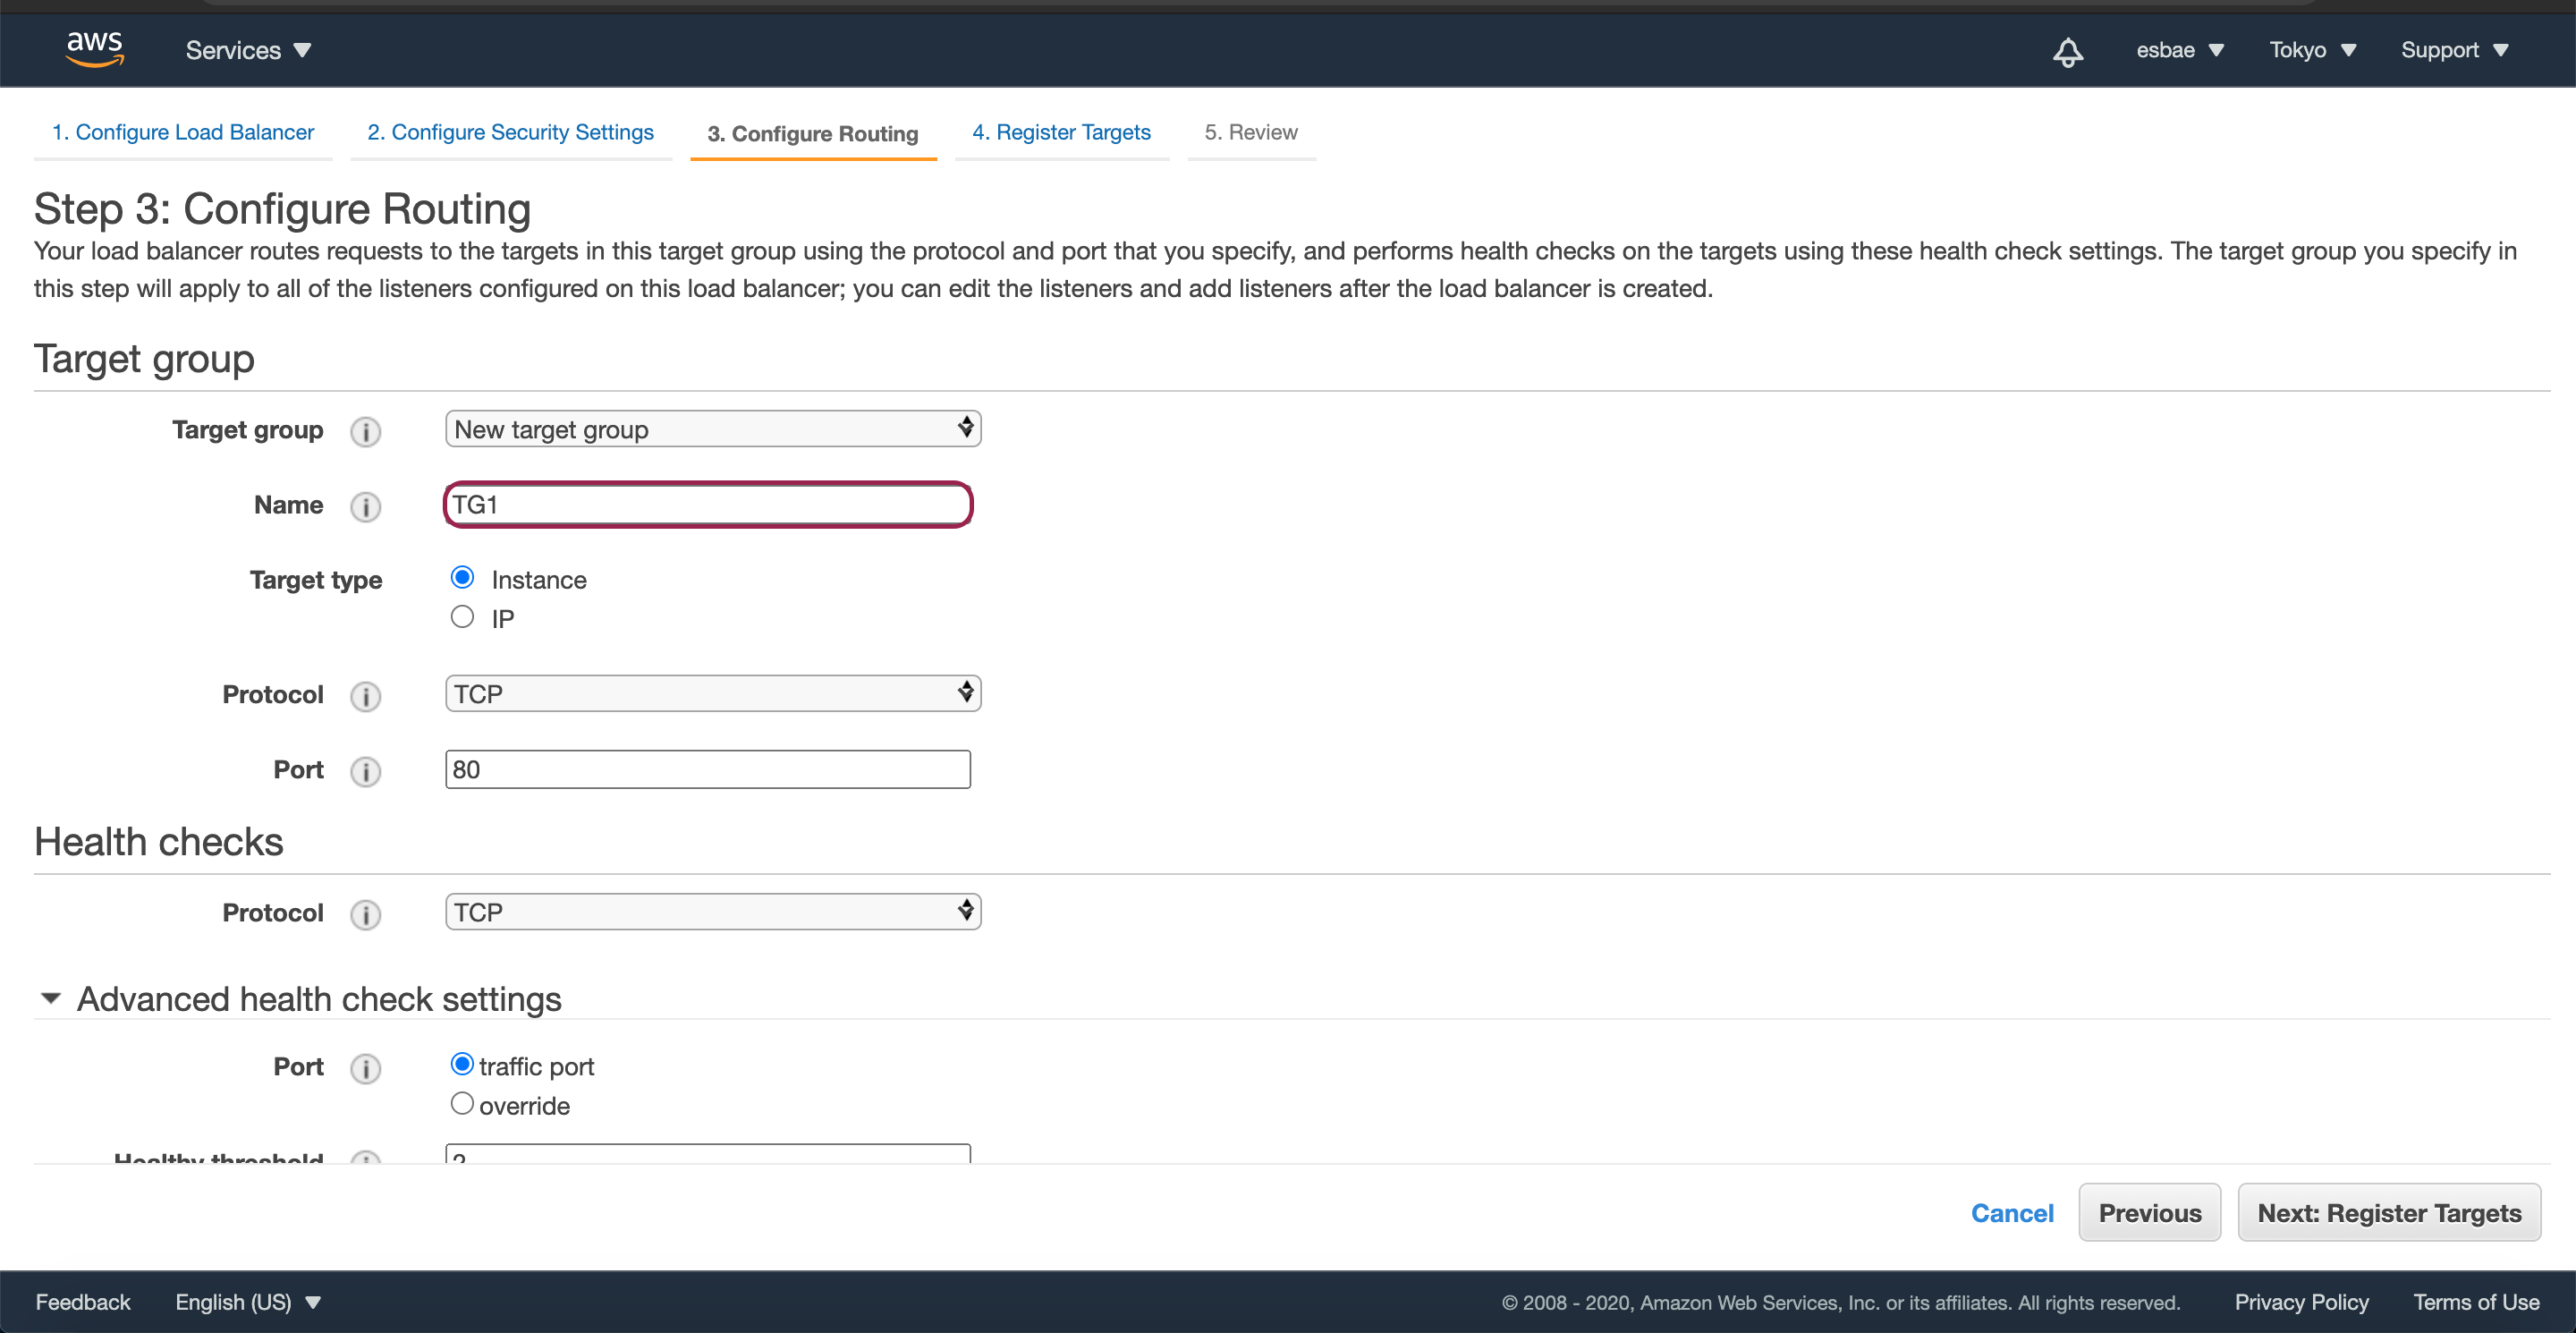 aws
Services
esbae
Tokyo
Support
1. Configure Load Balancer
2. Configure Security Settings
3. Configure Routing
4. Register Targets
5. Review
Step 3: Configure Routing
Your load balancer routes requests to the targets in this target group using the protocol and port that you specify, and performs health checks on the targets using these health check settings. The target group you specify in
this step will apply to all of the listeners configured on this load balancer; you can edit the listeners and add listeners after the load balancer is created.
Target group
Target group
New target group
Name
TG1
Target type
Instance
IP
Protocol
TCP
Port
80
Health checks
Protocol
TCP
Advanced health check settings
Port
traffic port
override
Healthy threshold
Cancel
Previous
Next: Register Targets
Feedback
English (US)
© 2008 - 2020, Amazon Web Services, Inc. or its affiliates. All rights reserved.
Privacy Policy
Terms of Use